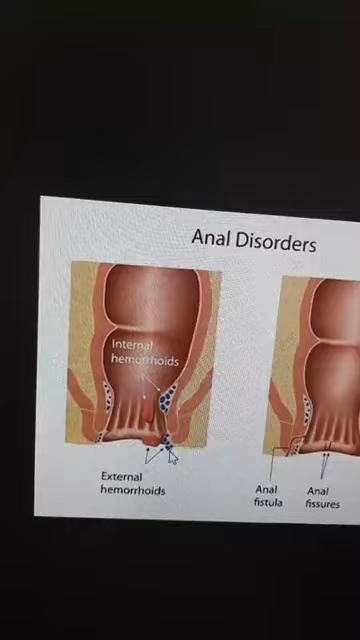 Anal Disorders
Internal
hemorrhoids
External
hemorrhoids
Anal
fistula
Anal
fissures